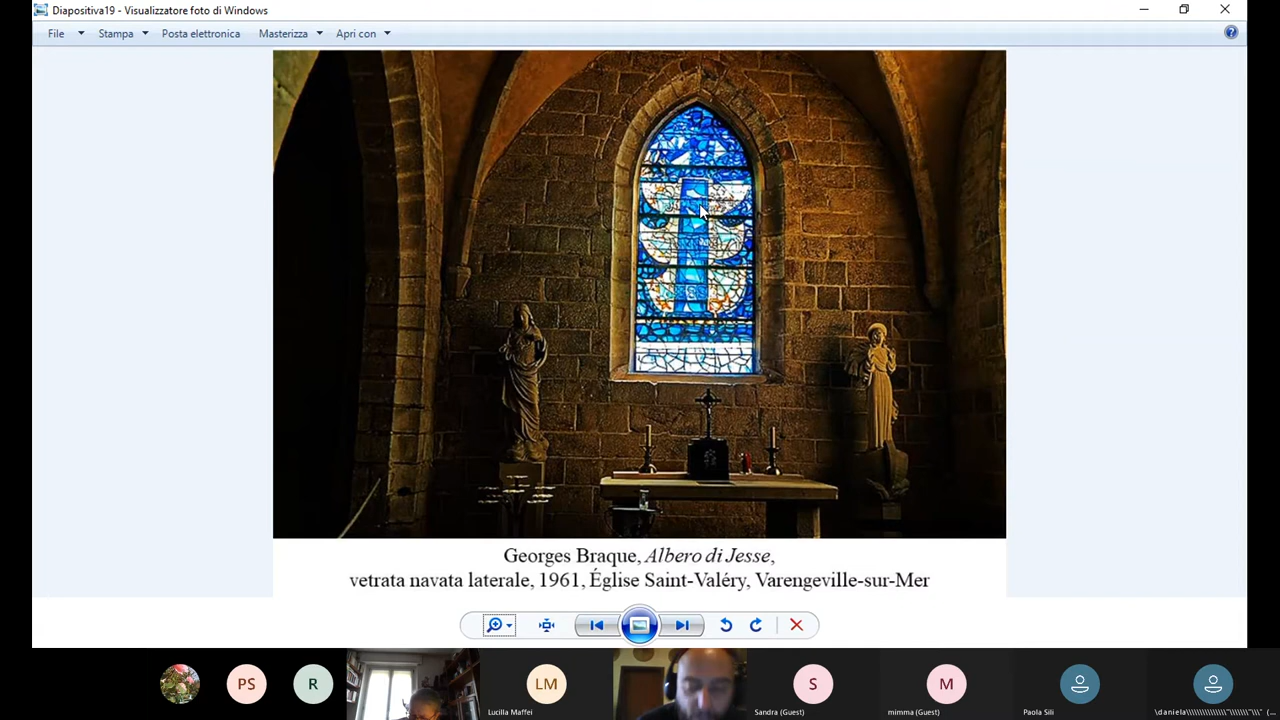 Diapositiva19 - Visualizzatore foto di Windows
File Stampa Posta elettronica Masterizza Apri con
Georges Braque, Albero di Jesse,
vetrata navata laterale, 1961, Église Saint-Valéry, Varengeville-sur-Mer
PS R LM S M
Lucilla Maffei Sandra (Guest) mimma (Guest) Paola Sili